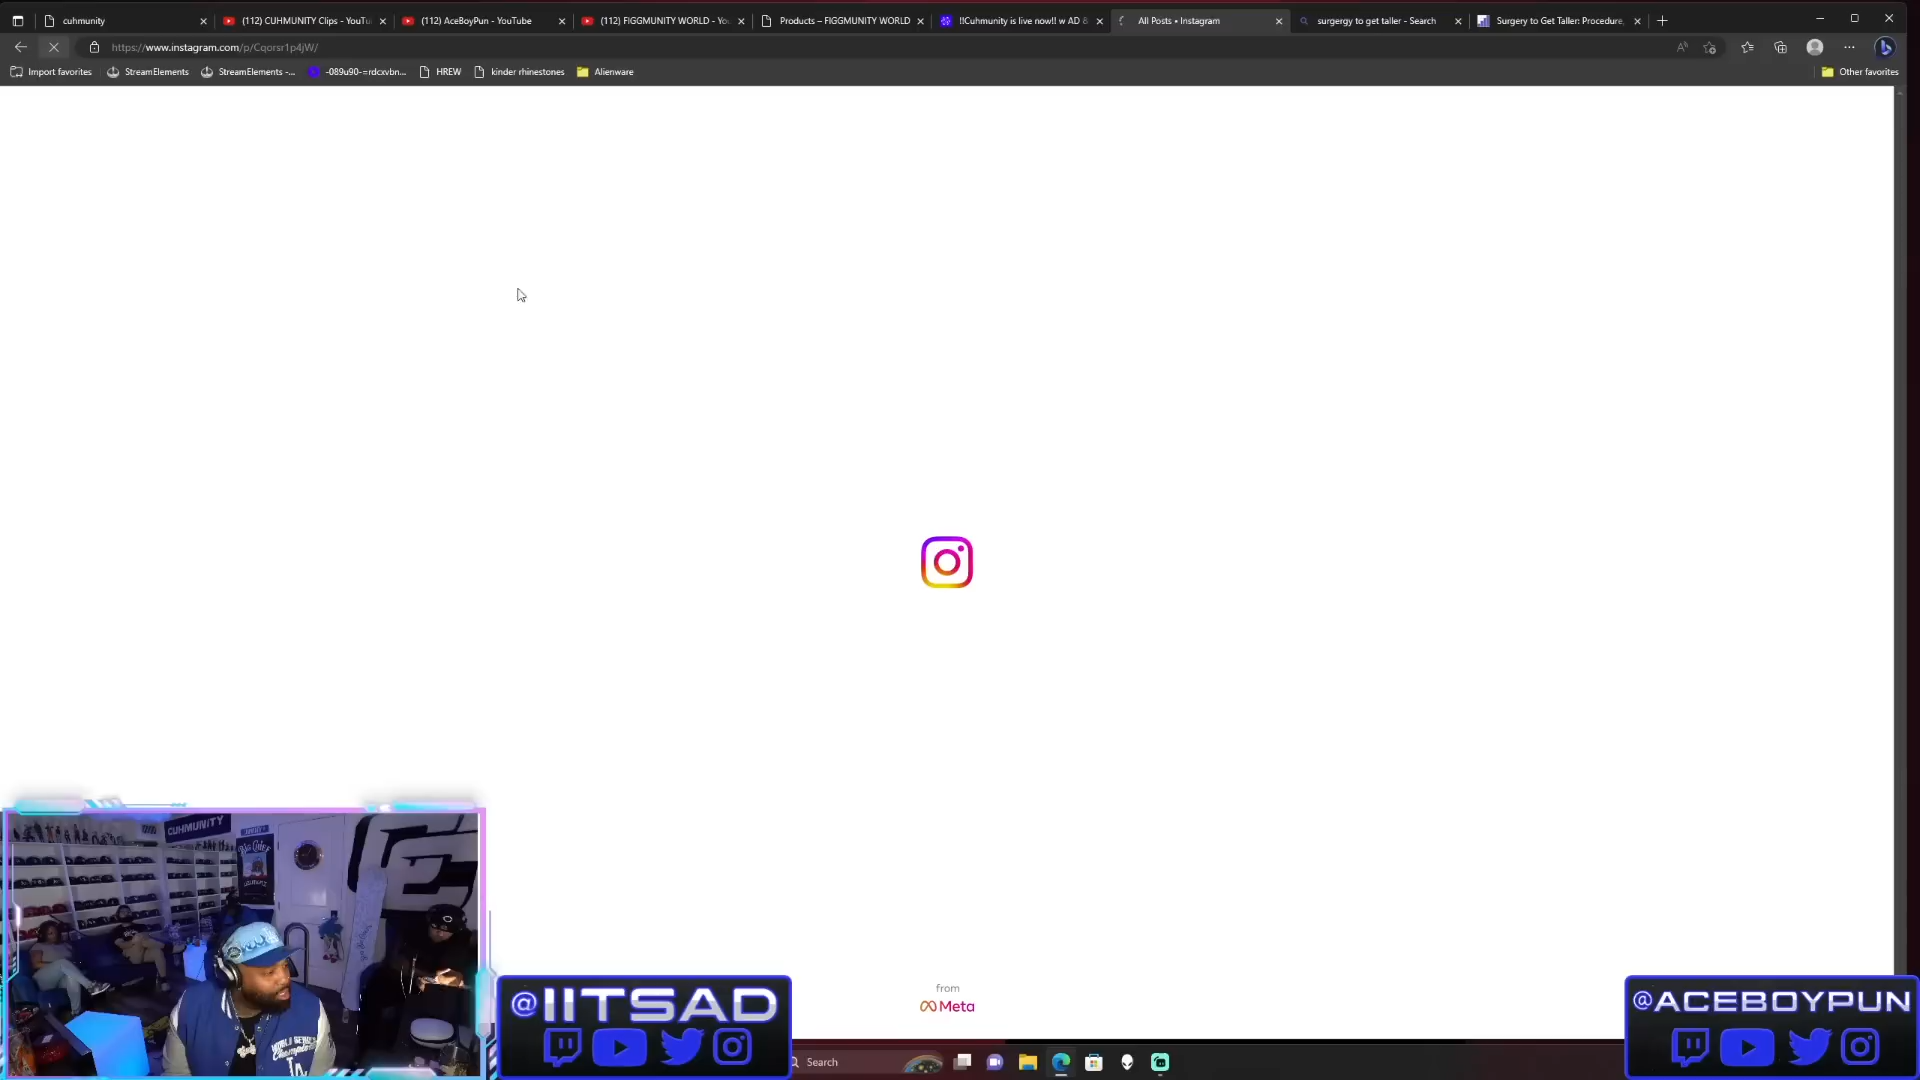 cuhmunity
(112) CUHMUNITY Clips - YouTu
(112) AceBoyPun - YouTube
(112) FIGGMUNITY WORLD - Yo
Products – FIGGMUNITY WORLD
!!Cuhmunity is live now!! w AD &
All Posts • Instagram
surgergy to get taller - Search
Surgery to Get Taller: Procedure,
https://www.instagram.com/p/Cqorsr1p4jW/
Import favorites
StreamElements
StreamElements -...
-089u90-=rdcxvbn...
HREW
kinder rhinestones
Alienware
Other favorites
CUHMUNITY
from
Meta
@IITSAD
Search
@ACEBOYPUN